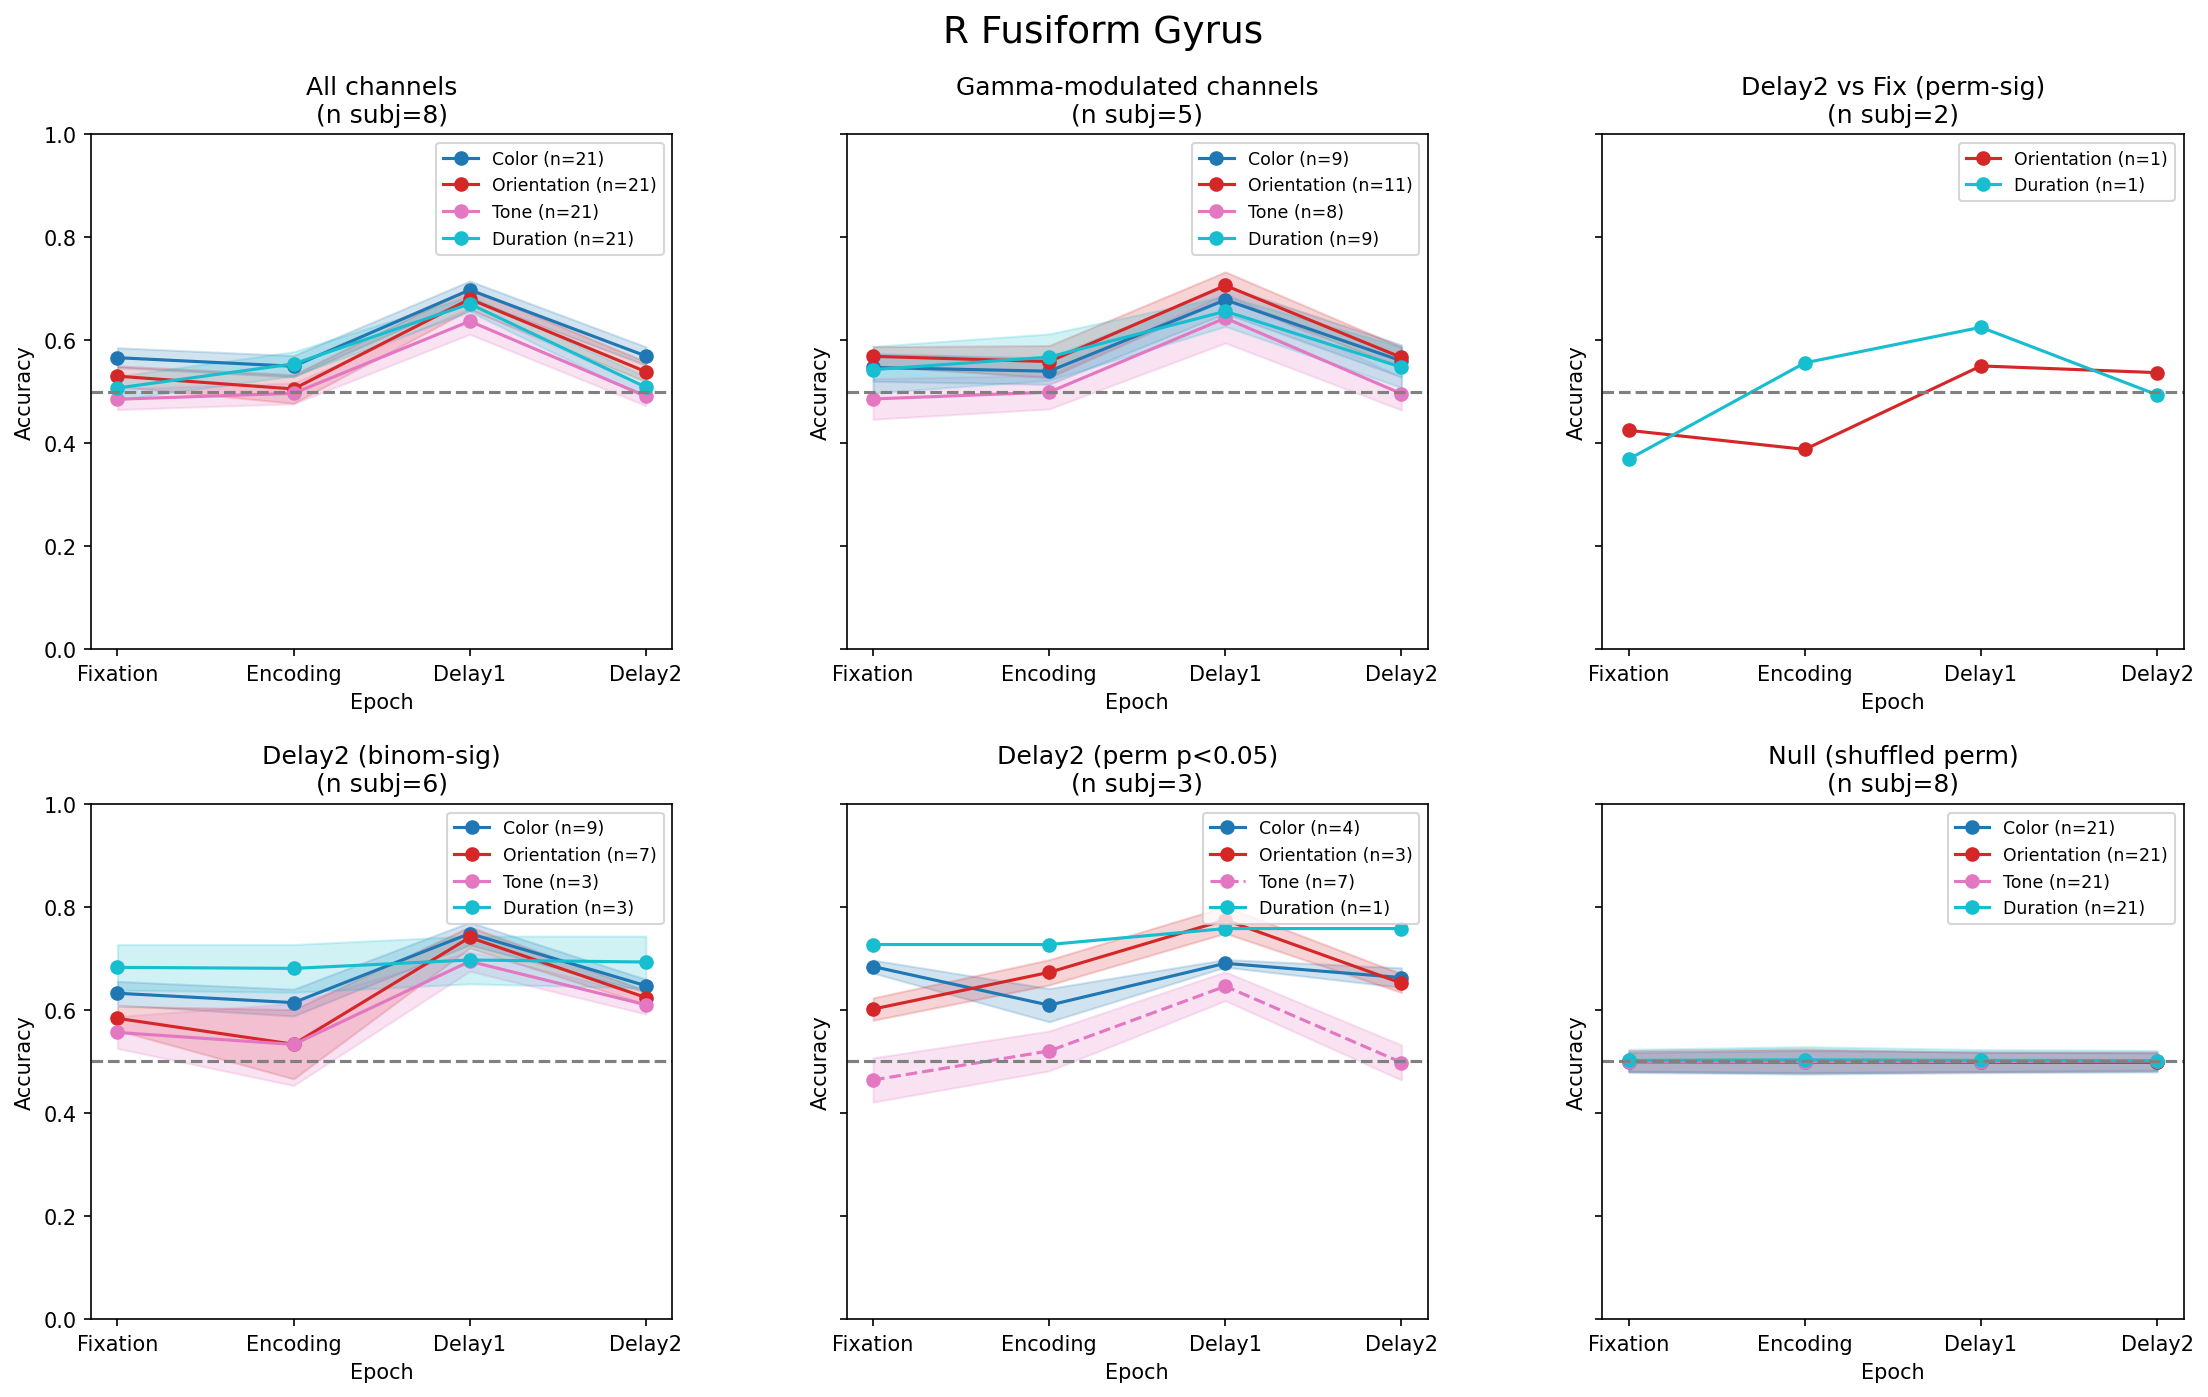 R Fusiform Gyrus
All channels
(n subj=8)
1.0
0.8
0.6
0.4
0.2
0.0
Accuracy
Color (n=21)
Orientation (n=21)
Tone (n=21)
Duration (n=21)
Fixation Encoding Delay1 Delay2
Epoch
Gamma-modulated channels
(n subj=5)
Accuracy
Color (n=9)
Orientation (n=11)
Tone (n=8)
Duration (n=9)
Fixation Encoding Delay1 Delay2
Epoch
Delay2 vs Fix (perm-sig)
(n subj=2)
Accuracy
Orientation (n=1)
Duration (n=1)
Fixation Encoding Delay1 Delay2
Epoch
Delay2 (binom-sig)
(n subj=6)
1.0
0.8
0.6
0.4
0.2
0.0
Accuracy
Color (n=9)
Orientation (n=7)
Tone (n=3)
Duration (n=3)
Fixation Encoding Delay1 Delay2
Epoch
Delay2 (perm p<0.05)
(n subj=3)
Accuracy
Color (n=4)
Orientation (n=3)
Tone (n=7)
Duration (n=1)
Fixation Encoding Delay1 Delay2
Epoch
Null (shuffled perm)
(n subj=8)
Accuracy
Color (n=21)
Orientation (n=21)
Tone (n=21)
Duration (n=21)
Fixation Encoding Delay1 Delay2
Epoch